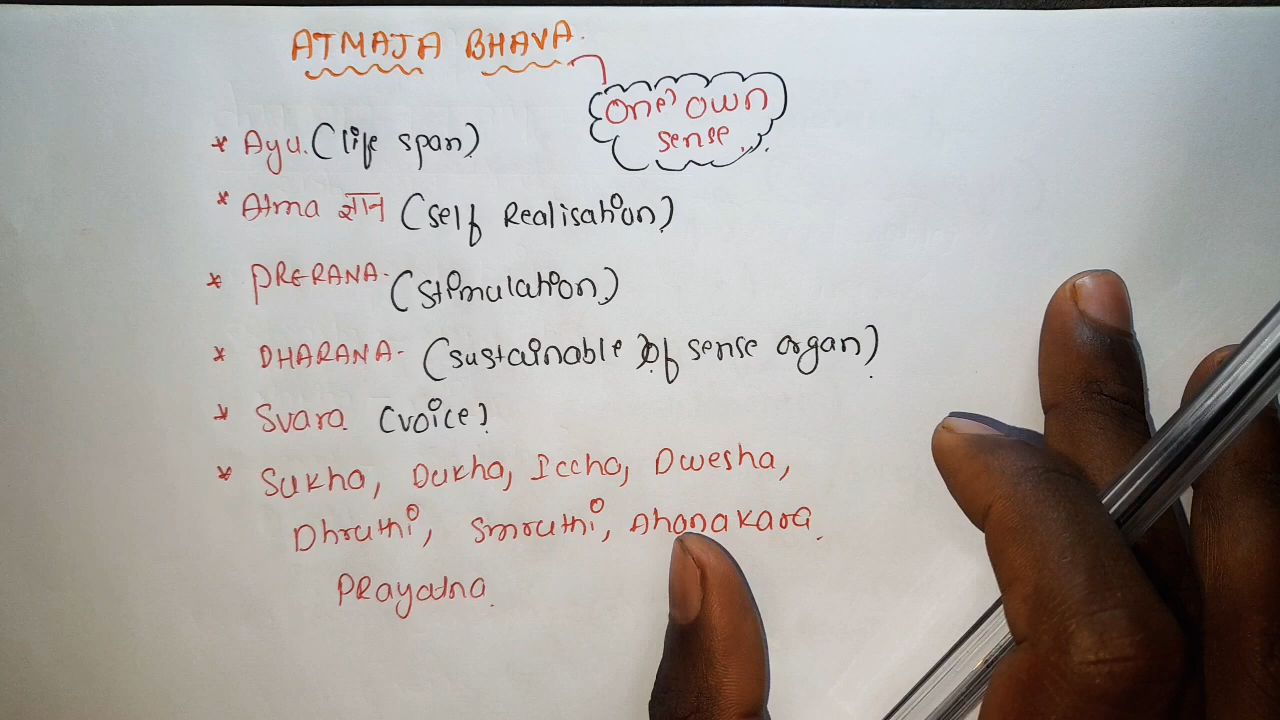 ATMAJA BHAVA.
One's own
sense.
* Ayu. (life span)
* Atma ज्ञान (self Realisation)
* PRERANA - (stimulation)
* DHARANA - (sustainable of sense organ)
* Svara (voice)
* Sukha, Dukha, Iccha, Dwesha,
Dhruthi, Smruthi, Ahanakara,
PRayatna.